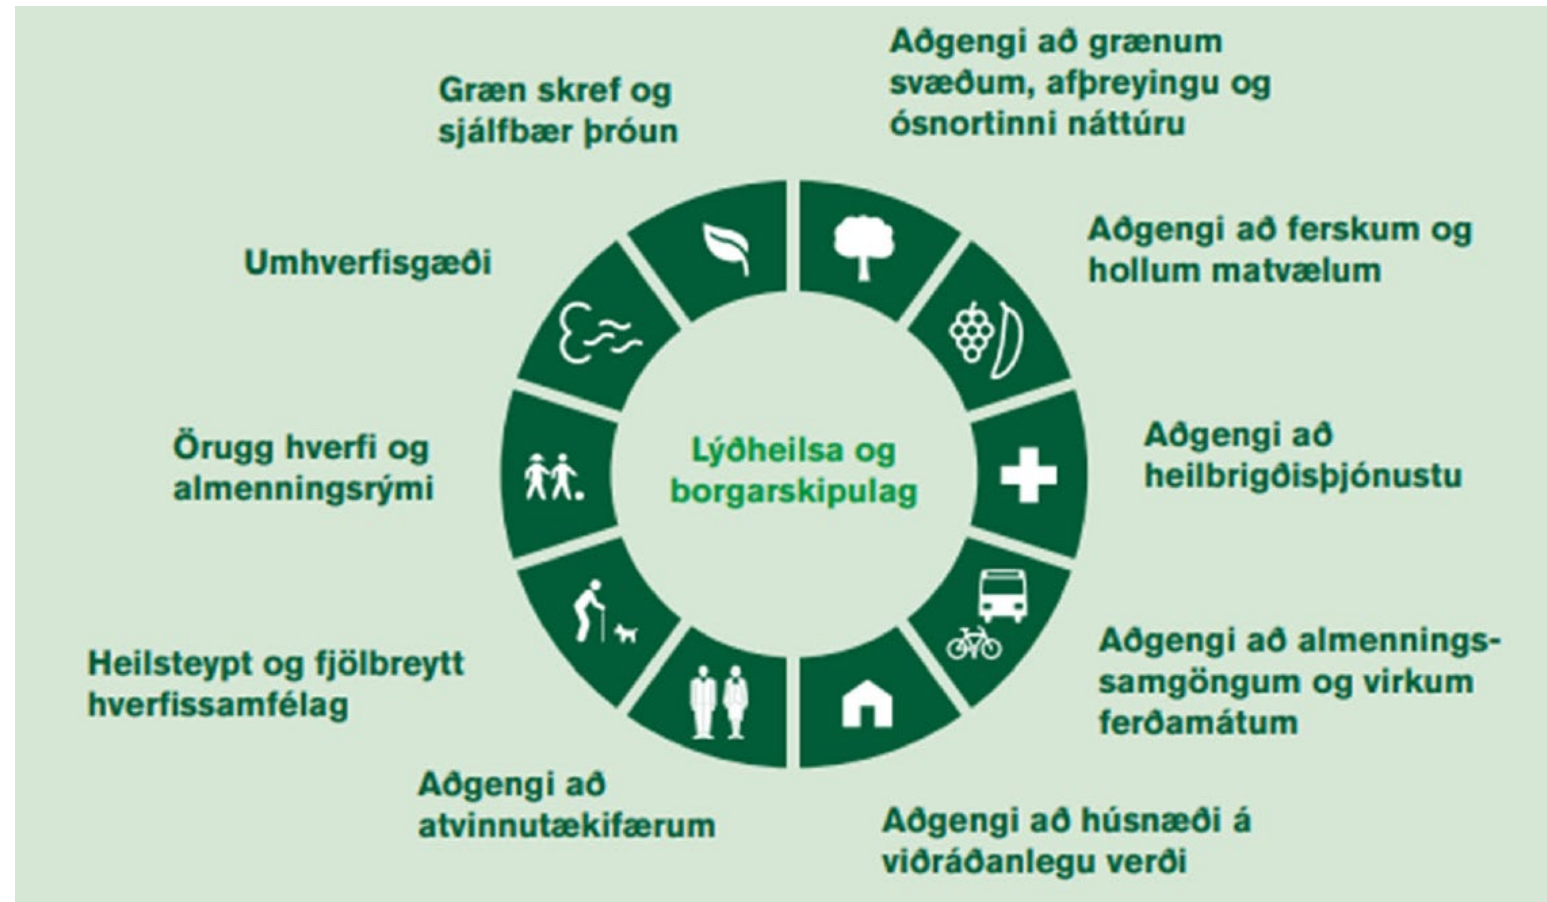 Aðgengi að grænum
svæðum, afþreyingu og
ósnortinni náttúru
Græn skref og
sjálfbær þróun
Aðgengi að ferskum og
hollum matvælum
Umhverfisgæði
Aðgengi að
heilbrigðisþjónustu
Örugg hverfi og
almenningsrými
Lýðheilsa og
borgarskipulag
Aðgengi að almennings-
samgöngum og virkum
ferðamátum
Heilsteypt og fjölbreytt
hverfissamfélag
Aðgengi að
atvinnutækifærum
Aðgengi að húsnæði á
viðráðanlegu verði